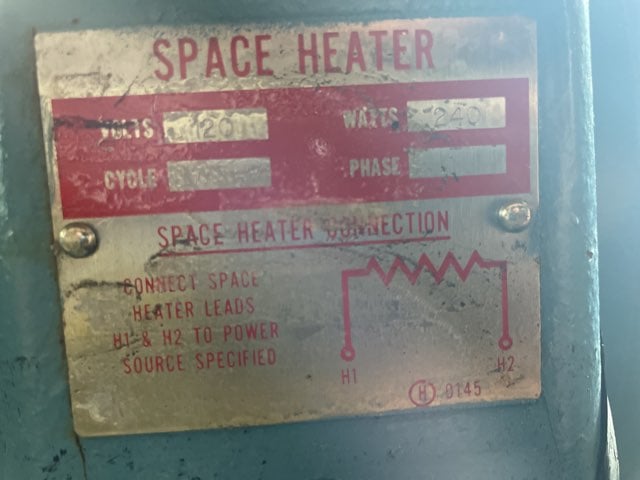 SPACE HEATER
VOLTS 120 WATTS 240
CYCLE PHASE
SPACE HEATER CONNECTION
CONNECT SPACE
HEATER LEADS
H1 & H2 TO POWER
SOURCE SPECIFIED
H1 H2
H 0145